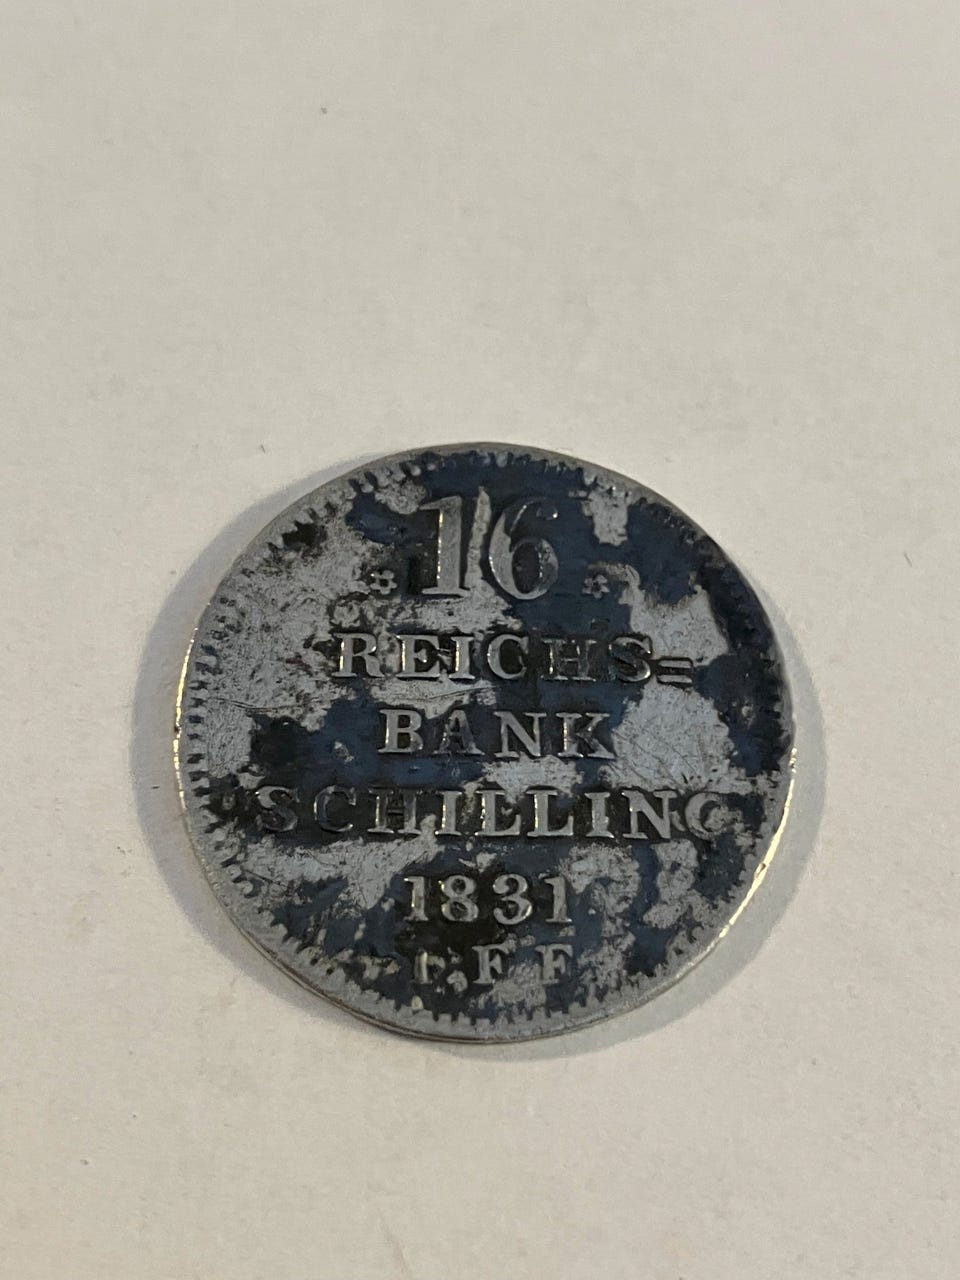 16
REICHS=
BANK
SCHILLING
1831
I.F F